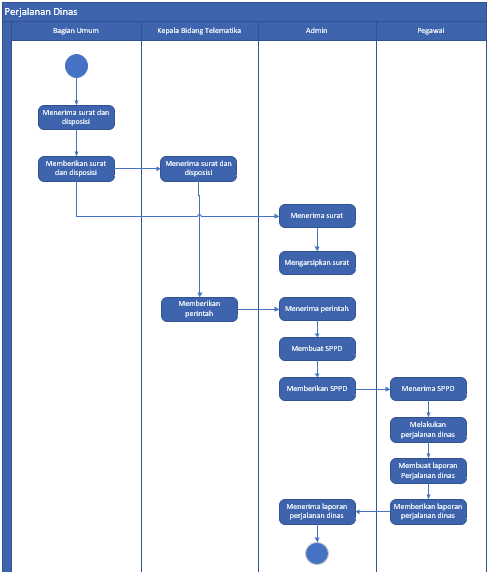 Perjalanan Dinas
Bagian Umum
Kepala Bidang Telematika
Admin
Pegawai
Menerima surat dan
disposisi
Memberikan surat
dan disposisi
Menerima surat dan
disposisi
Menerima surat
Mengarsipkan surat
Memberikan
perintah
Menerima perintah
Membuat SPPD
Memberikan SPPD
Menerima SPPD
Melakukan
perjalanan dinas
Membuat laporan
Perjalanan dinas
Menerima laporan
perjalanan dinas
Memberikan laporan
perjalanan dinas